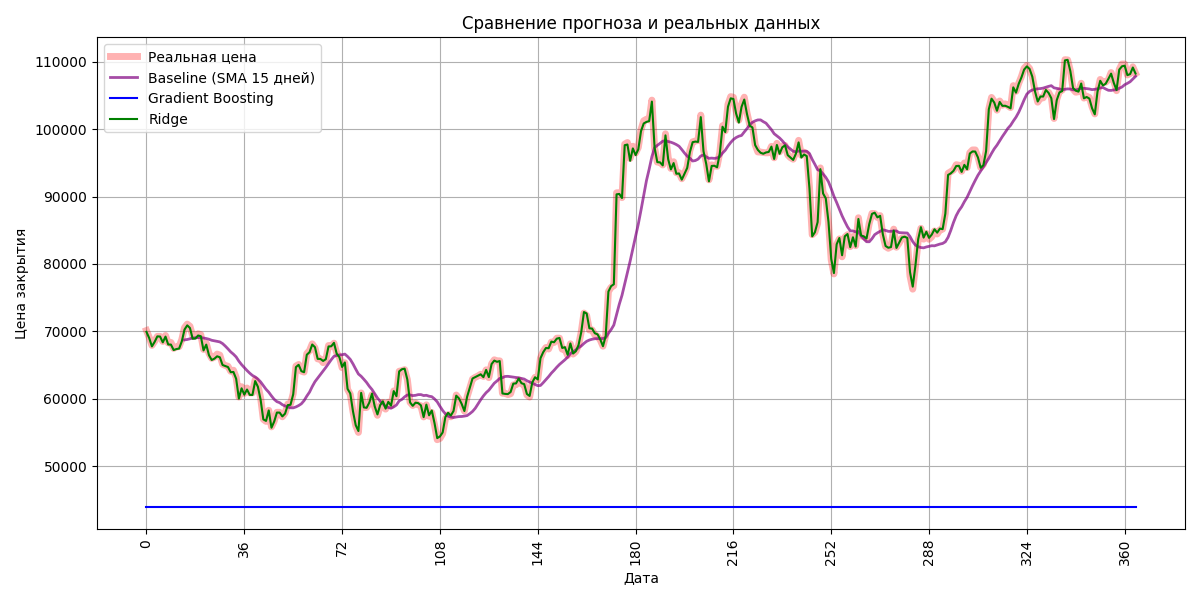 Сравнение прогноза и реальных данных
Реальная цена
Baseline (SMA 15 дней)
Gradient Boosting
Ridge
110000
100000
90000
80000
70000
60000
50000
Цена закрытия
0
36
72
108
144
180
216
252
288
324
360
Дата